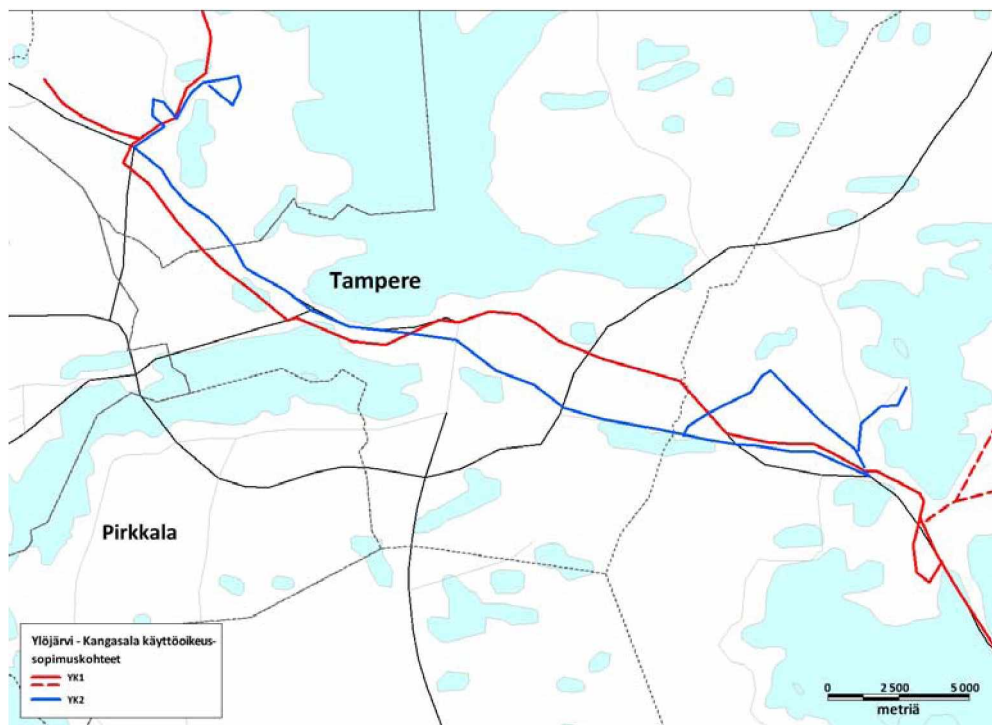 Tampere
Pirkkala
Ylöjärvi - Kangasala käyttöoikeus-
sopimuskohteet
YK1
YK2
0 2 500 5 000
metriä